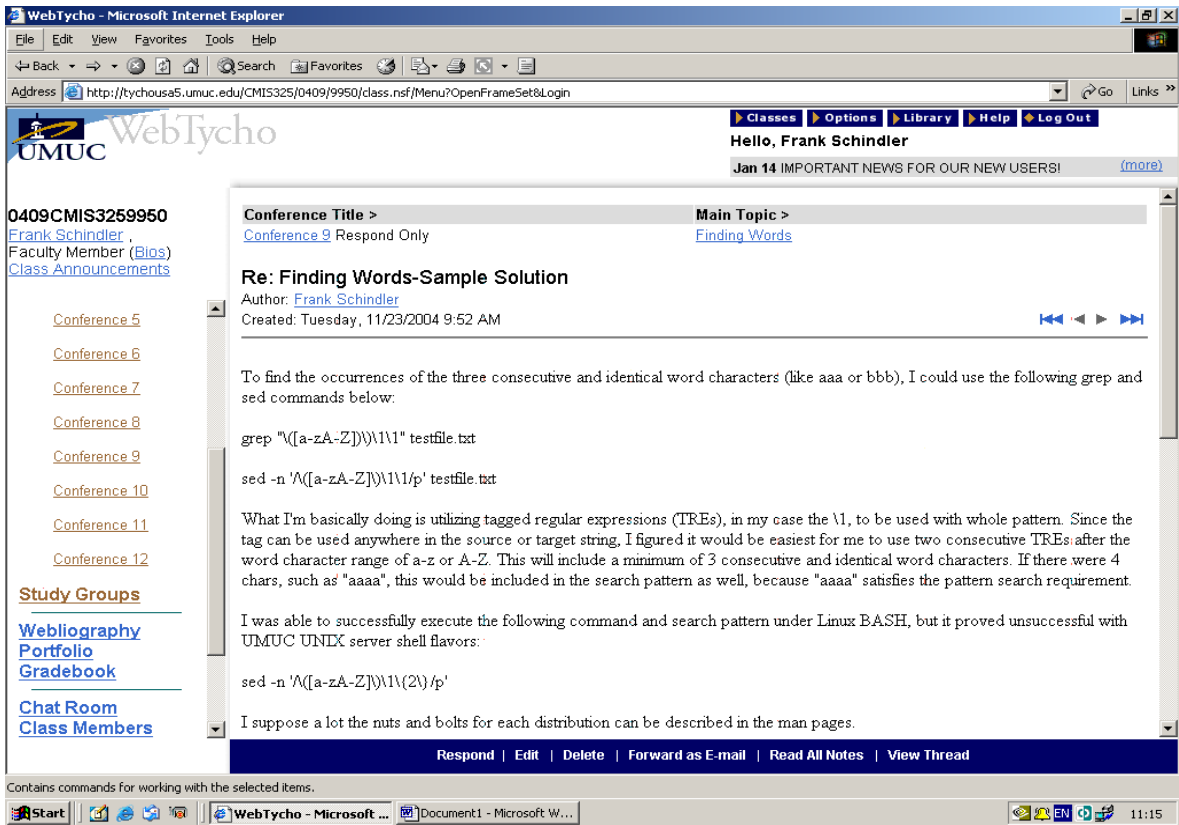 WebTycho - Microsoft Internet Explorer
File Edit View Favorites Tools Help
Back Search Favorites
Address http://tychousa5.umuc.edu/CMIS325/0409/9950/class.nsf/Menu?OpenFrameSet&Login Go Links »
UMUC WebTycho
Classes Options Library Help Log Out
Hello, Frank Schindler
Jan 14 IMPORTANT NEWS FOR OUR NEW USERS! (more)
0409CMIS3259950
Frank Schindler ,
Faculty Member (Bios)
Class Announcements
Conference 5
Conference 6
Conference 7
Conference 8
Conference 9
Conference 10
Conference 11
Conference 12
Study Groups
Webliography
Portfolio
Gradebook
Chat Room
Class Members
Conference Title > Main Topic >
Conference 9 Respond Only Finding Words
Re: Finding Words-Sample Solution
Author: Frank Schindler
Created: Tuesday, 11/23/2004 9:52 AM
To find the occurrences of the three consecutive and identical word characters (like aaa or bbb), I could use the following grep and
sed commands below:
grep "\([a-zA-Z])\)\1\1" testfile.txt
sed -n '/\([a-zA-Z]\)\1\1/p' testfile.txt
What I'm basically doing is utilizing tagged regular expressions (TREs), in my case the \1, to be used with whole pattern. Since the
tag can be used anywhere in the source or target string, I figured it would be easiest for me to use two consecutive TREs after the
word character range of a-z or A-Z. This will include a minimum of 3 consecutive and identical word characters. If there were 4
chars, such as "aaaa", this would be included in the search pattern as well, because "aaaa" satisfies the pattern search requirement.
I was able to successfully execute the following command and search pattern under Linux BASH, but it proved unsuccessful with
UMUC UNIX server shell flavors:
sed -n '/\([a-zA-Z]\)\1\{2\}/p'
I suppose a lot the nuts and bolts for each distribution can be described in the man pages.
Respond | Edit | Delete | Forward as E-mail | Read All Notes | View Thread
Contains commands for working with the selected items.
Start WebTycho - Microsoft ... Document1 - Microsoft W... EN 11:15